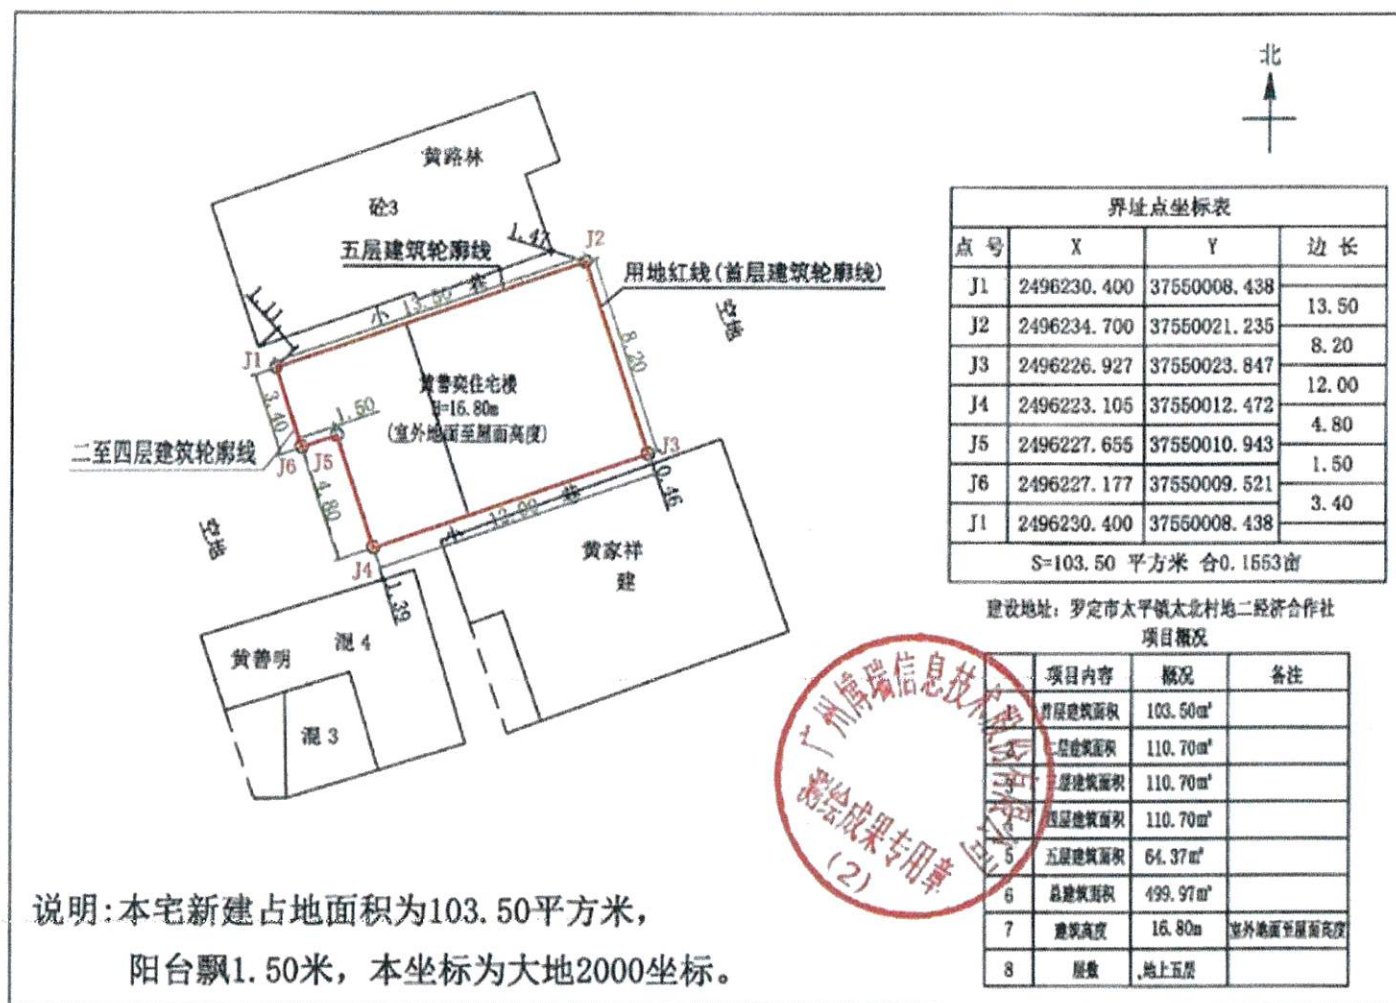 北
黄路林
砼3
1.47
J2
五层建筑轮廓线
用地红线(首层建筑轮廓线)
小 13.50 巷
1.11
空地
J1
8.20
黄善奕住宅楼
H=16.80m
(室外地面至屋面高度)
3.40
1.50
二至四层建筑轮廓线
J6
J5
J3
4.80
0.46
空地
小 12.00 巷
J4
黄家祥
建
1.39
黄善明
混4
混3
界址点坐标表
点号 X Y 边长
J1 2496230.400 37550008.438
13.50
J2 2496234.700 37550021.235
8.20
J3 2496226.927 37550023.847
12.00
J4 2496223.105 37550012.472
4.80
J5 2496227.655 37550010.943
1.50
J6 2496227.177 37550009.521
3.40
J1 2496230.400 37550008.438
S=103.50 平方米 合0.1553亩
建设地址：罗定市太平镇太北村地二经济合作社
项目概况
项目内容 概况 备注
首层建筑面积 103.50㎡
2 二层建筑面积 110.70㎡
3 三层建筑面积 110.70㎡
4 四层建筑面积 110.70㎡
5 五层建筑面积 64.37㎡
6 总建筑面积 499.97㎡
7 建筑高度 16.80m 室外地面至屋面高度
8 层数 地上五层
广州博瑞信息技术股份有限公司
测绘成果专用章
(2)
说明:本宅新建占地面积为103.50平方米，
阳台飘1.50米，本坐标为大地2000坐标。